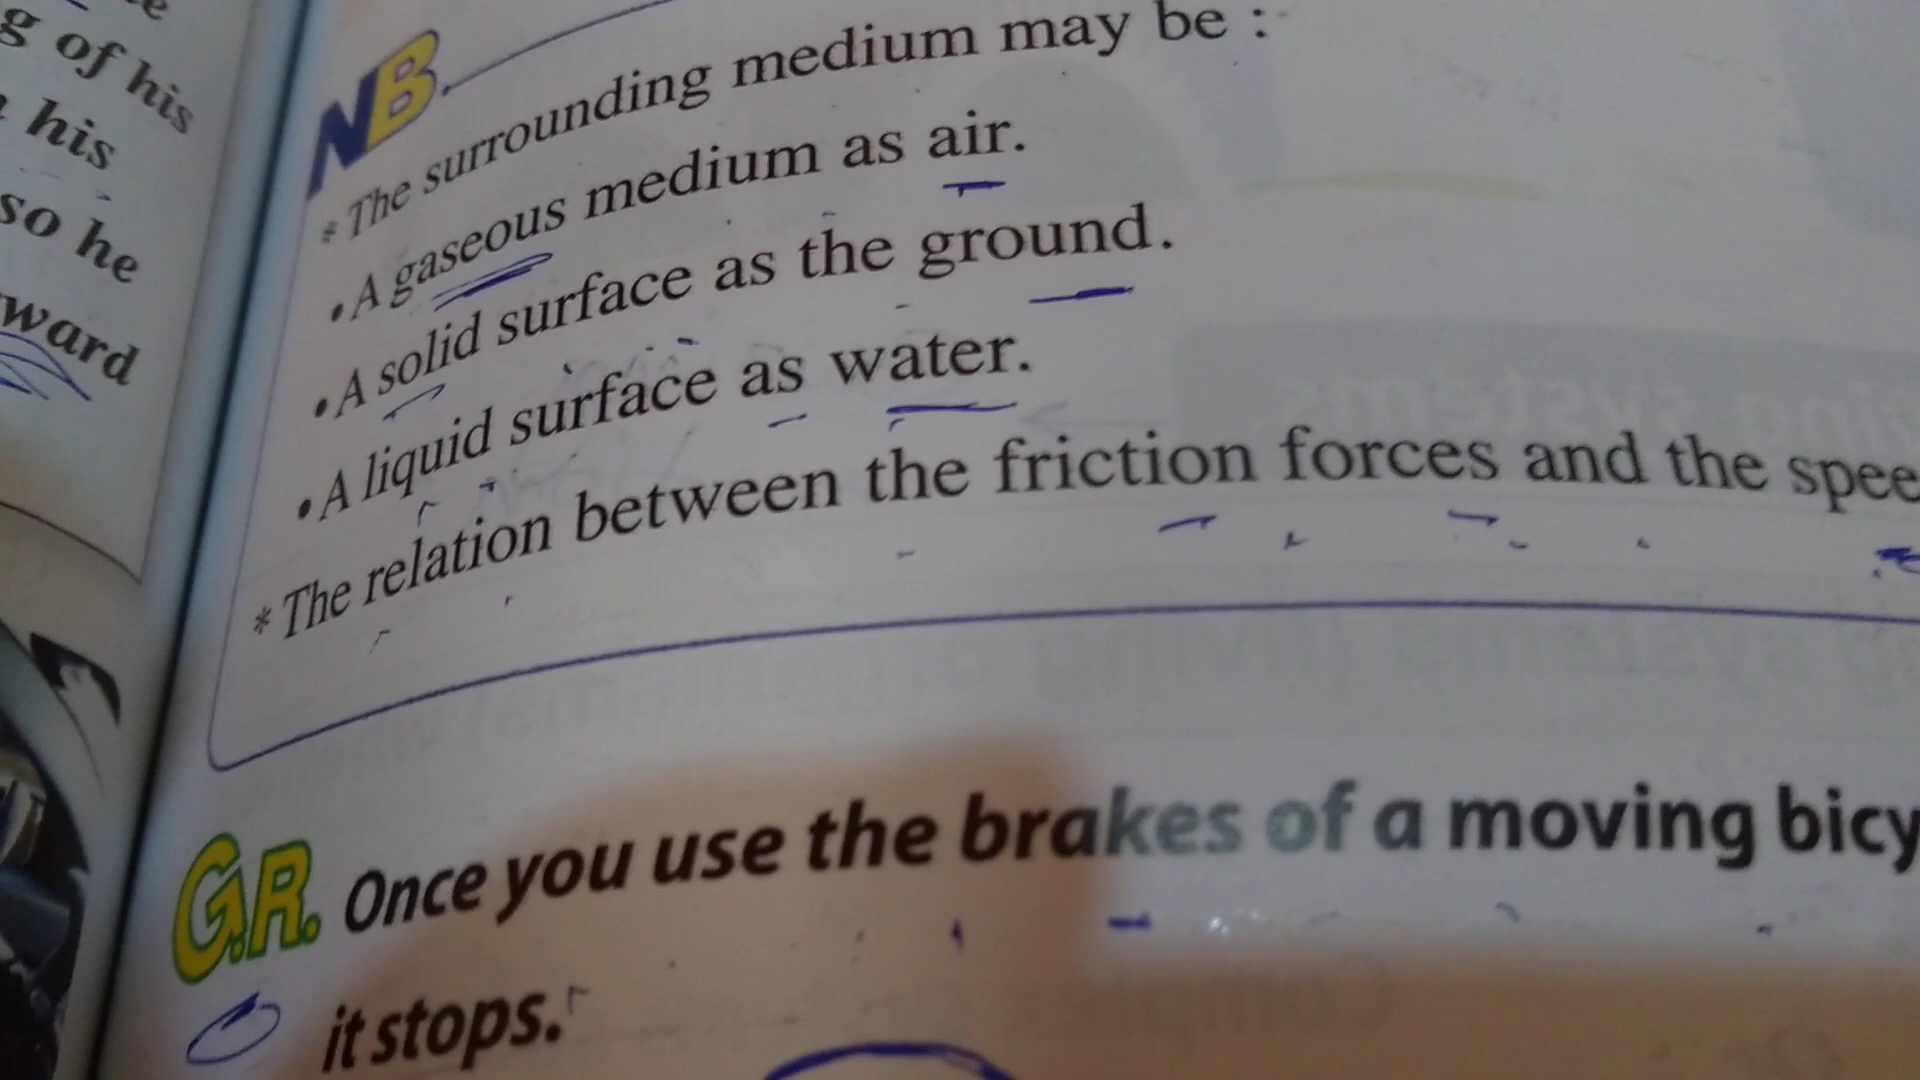 g of his
his
so he
ward
NB.
* The surrounding medium may be :
• A gaseous medium as air.
• A solid surface as the ground.
• A liquid surface as water.
* The relation between the friction forces and the spee
G.R. Once you use the brakes of a moving bicy
it stops.